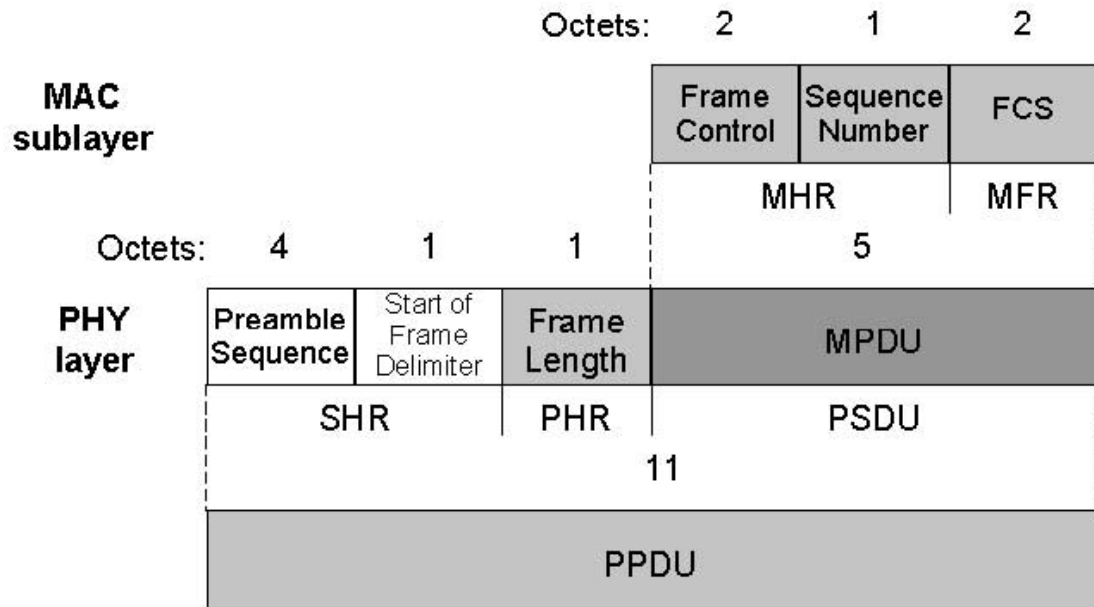 Octets: 2 1 2
MAC
sublayer
Frame
Control
Sequence
Number
FCS
MHR MFR
Octets: 4 1 1 5
PHY
layer
Preamble
Sequence
Start of
Frame
Delimiter
Frame
Length
MPDU
SHR PHR PSDU
11
PPDU